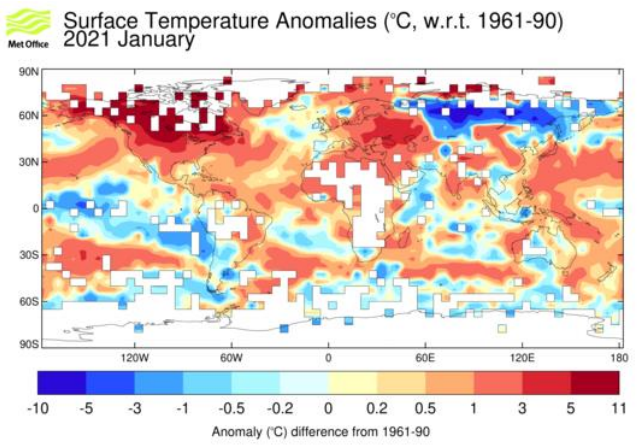 Met Office
Surface Temperature Anomalies (°C, w.r.t. 1961-90)
2021 January
90N
60N
30N
0
30S
60S
90S
120W 60W 0 60E 120E 180
-10 -5 -3 -1 -0.5 -0.2 0 0.2 0.5 1 3 5 11
Anomaly (°C) difference from 1961-90